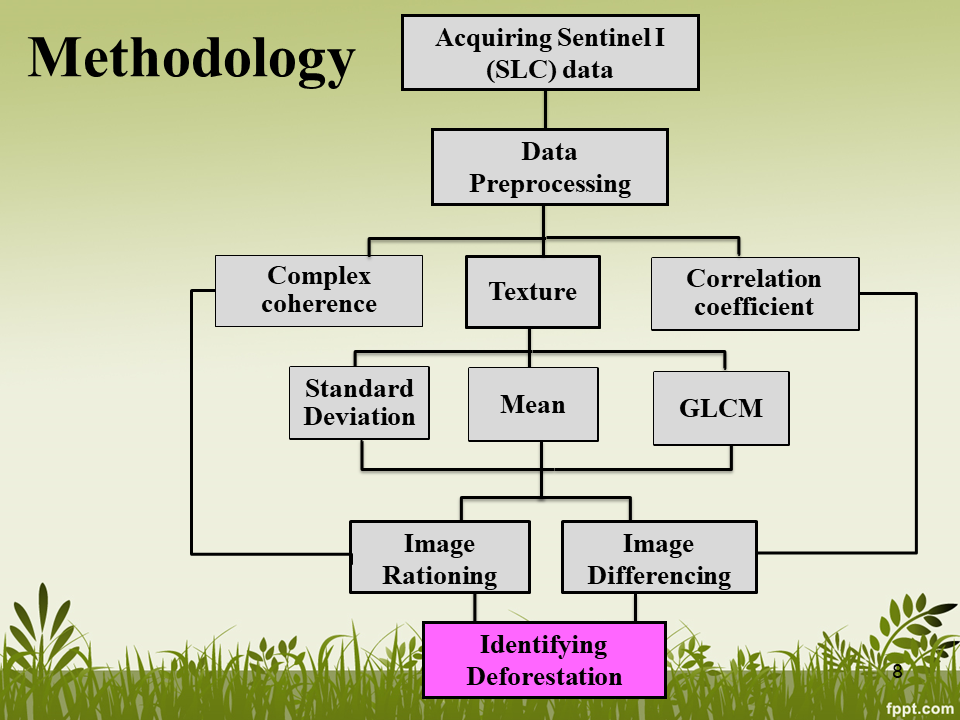 Methodology
Acquiring Sentinel I
(SLC) data
Data
Preprocessing
Complex
coherence
Texture
Correlation
coefficient
Standard
Deviation
Mean
GLCM
Image
Rationing
Image
Differencing
Identifying
Deforestation
8
fppt.com